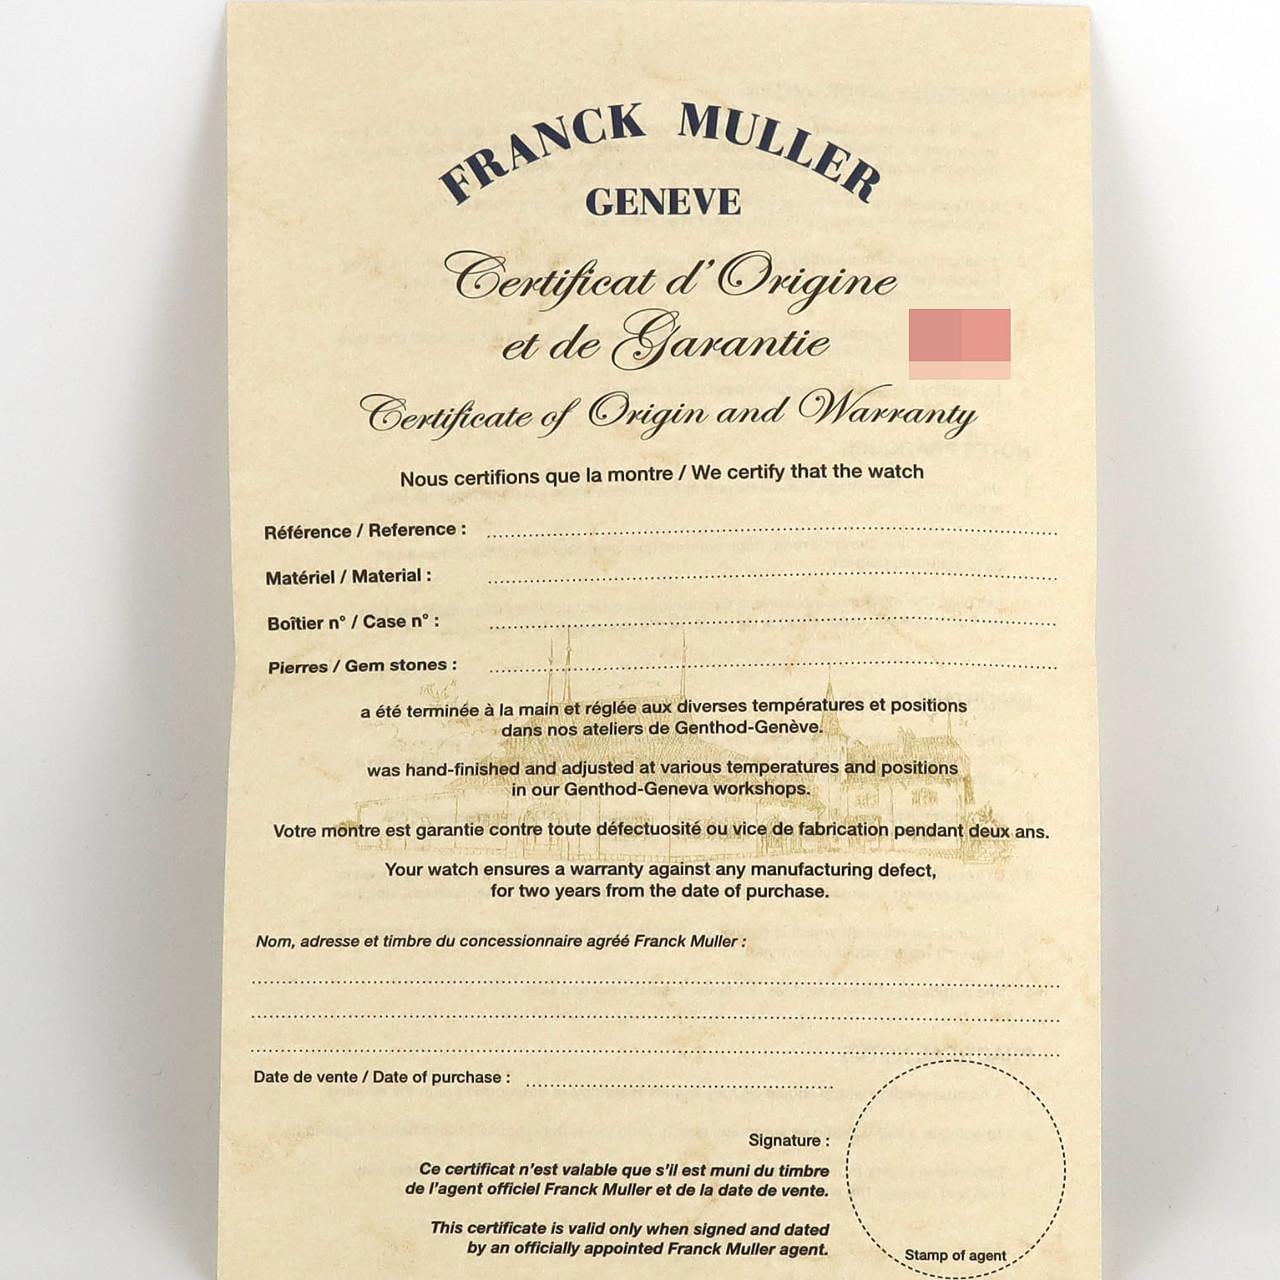 FRANCK MULLER
GENEVE
Certificat d'Origine
et de Garantie
Certificate of Origin and Warranty
Nous certifions que la montre / We certify that the watch
Référence / Reference :
Matériel / Material :
Boîtier n° / Case n° :
Pierres / Gem stones :
a été terminée à la main et réglée aux diverses températures et positions
dans nos ateliers de Genthod-Genève.
was hand-finished and adjusted at various temperatures and positions
in our Genthod-Geneva workshops.
Votre montre est garantie contre toute défectuosité ou vice de fabrication pendant deux ans.
Your watch ensures a warranty against any manufacturing defect,
for two years from the date of purchase.
Nom, adresse et timbre du concessionnaire agréé Franck Muller :
Date de vente / Date of purchase :
Signature :
Ce certificat n'est valable que s'il est muni du timbre
de l'agent officiel Franck Muller et de la date de vente.
This certificate is valid only when signed and dated
by an officially appointed Franck Muller agent.
Stamp of agent